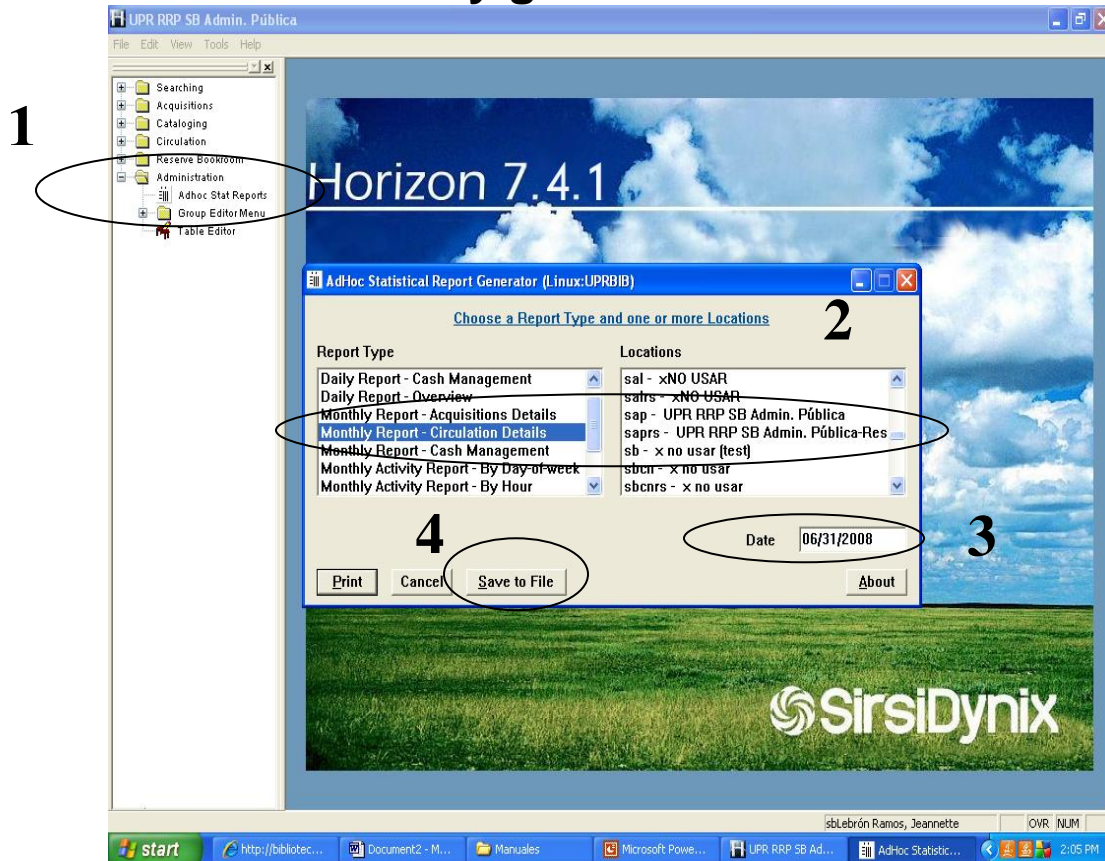 UPR RRP SB Admin. Pública
File Edit View Tools Help
Searching
Acquisitions
Cataloging
Circulation
Reserve Bookroom
Administration
Adhoc Stat Reports
Group Editor Menu
Table Editor
1
Horizon 7.4.1
AdHoc Statistical Report Generator (Linux:UPRBIB)
Choose a Report Type and one or more Locations
2
Report Type
Daily Report - Cash Management
Daily Report - Overview
Monthly Report - Acquisitions Details
Monthly Report - Circulation Details
Monthly Report - Cash Management
Monthly Activity Report - By Day-of-week
Monthly Activity Report - By Hour
Locations
sal - xNO USAR
salrs - xNO USAR
sap - UPR RRP SB Admin. Pública
saprs - UPR RRP SB Admin. Pública-Res
sb - x no usar (test)
sbcn - x no usar
sbcnrs - x no usar
4
Date 06/31/2008
3
Print Cancel Save to File About
SirsiDynix
sbLebrón Ramos, Jeannette OVR NUM
start http://bibliotec... Document2 - M... Manuales Microsoft Powe... UPR RRP SB Ad... AdHoc Statistic... 2:05 PM